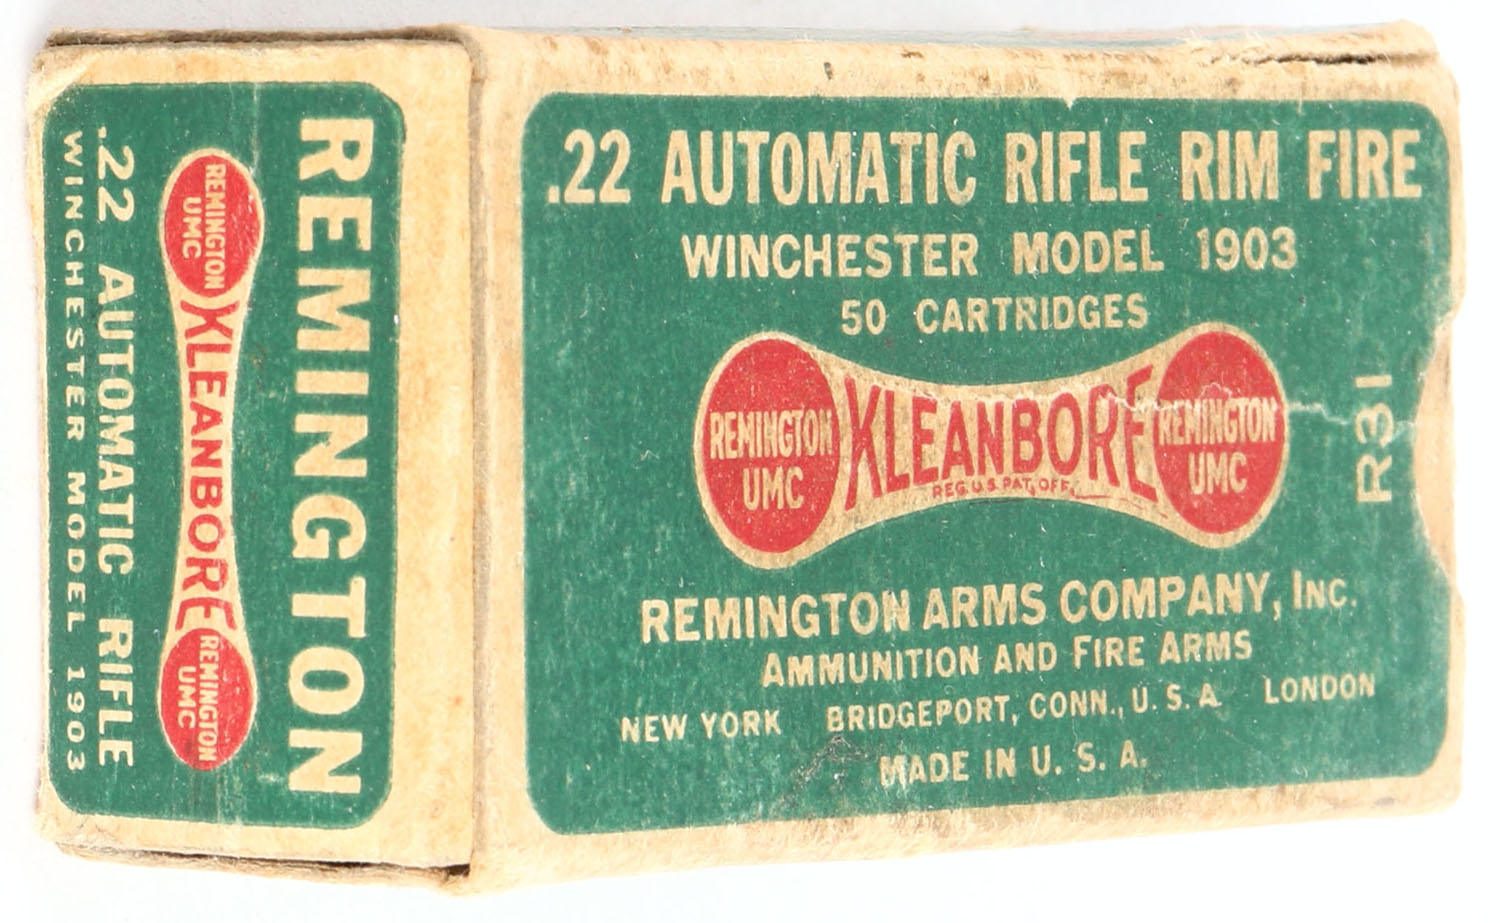 REMINGTON
REMINGTON
UMC
KLEANBORE
REMINGTON
UMC
.22 AUTOMATIC RIFLE
WINCHESTER MODEL 1903
.22 AUTOMATIC RIFLE RIM FIRE
WINCHESTER MODEL 1903
50 CARTRIDGES
REMINGTON
UMC
KLEANBORE
REG. U.S. PAT. OFF.
REMINGTON
UMC
R31
REMINGTON ARMS COMPANY, INC.
AMMUNITION AND FIRE ARMS
NEW YORK BRIDGEPORT, CONN., U. S. A. LONDON
MADE IN U. S. A.